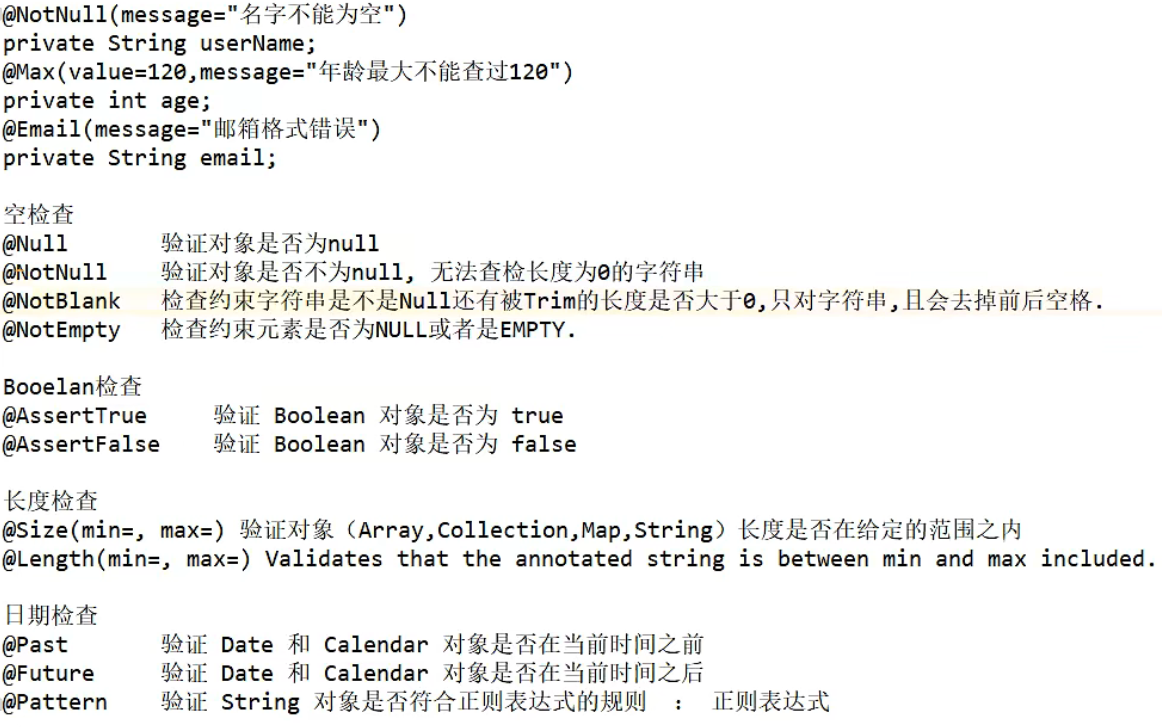 @NotNull(message="名字不能为空")
private String userName;
@Max(value=120,message="年龄最大不能查过120")
private int age;
@Email(message="邮箱格式错误")
private String email;
空检查
@Null 验证对象是否为null
@NotNull 验证对象是否不为null, 无法查检长度为0的字符串
@NotBlank 检查约束字符串是不是Null还有被Trim的长度是否大于0,只对字符串,且会去掉前后空格.
@NotEmpty 检查约束元素是否为NULL或者是EMPTY.
Booelan检查
@AssertTrue 验证 Boolean 对象是否为 true
@AssertFalse 验证 Boolean 对象是否为 false
长度检查
@Size(min=, max=) 验证对象（Array,Collection,Map,String）长度是否在给定的范围之内
@Length(min=, max=) Validates that the annotated string is between min and max included.
日期检查
@Past 验证 Date 和 Calendar 对象是否在当前时间之前
@Future 验证 Date 和 Calendar 对象是否在当前时间之后
@Pattern 验证 String 对象是否符合正则表达式的规则 ： 正则表达式